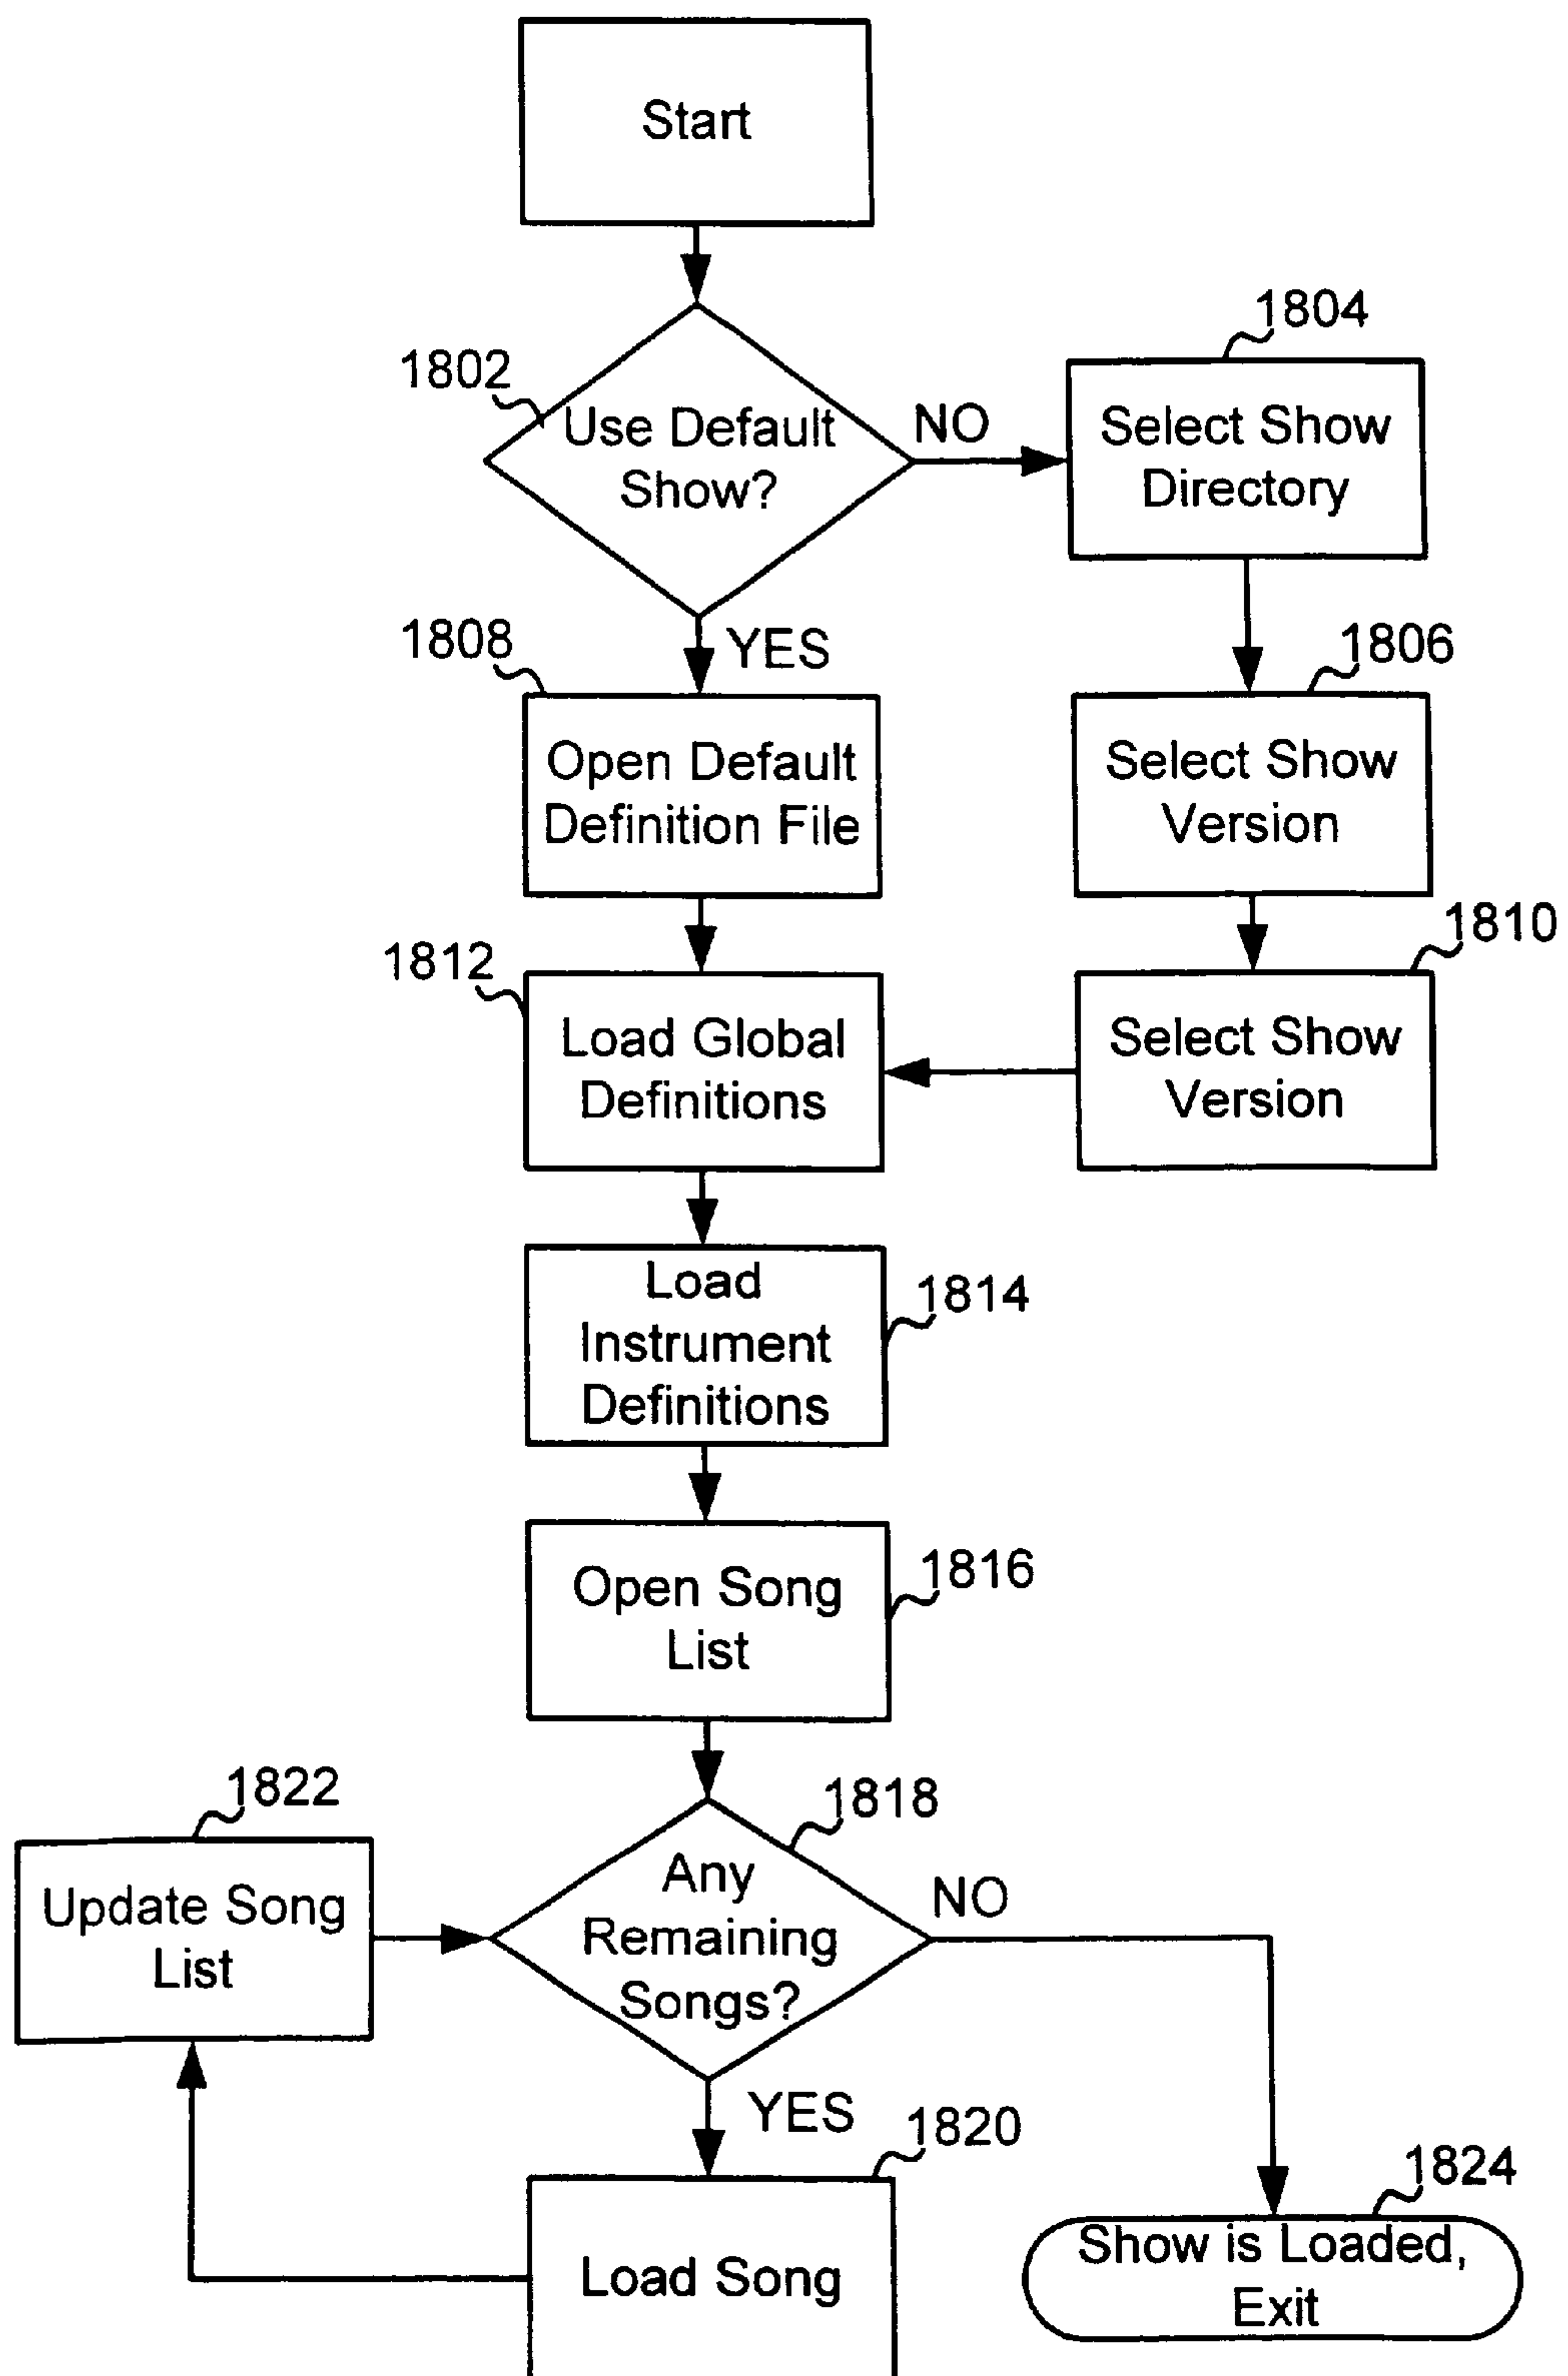 Start
1804
1802
Use Default
Show?
NO
Select Show
Directory
1808
YES
1806
Open Default
Definition File
Select Show
Version
1810
1812
Load Global
Definitions
Select Show
Version
Load
Instrument
Definitions
1814
Open Song
List
1816
1822
1818
Update Song
List
Any
Remaining
Songs?
NO
YES
1820
1824
Load Song
Show is Loaded,
Exit